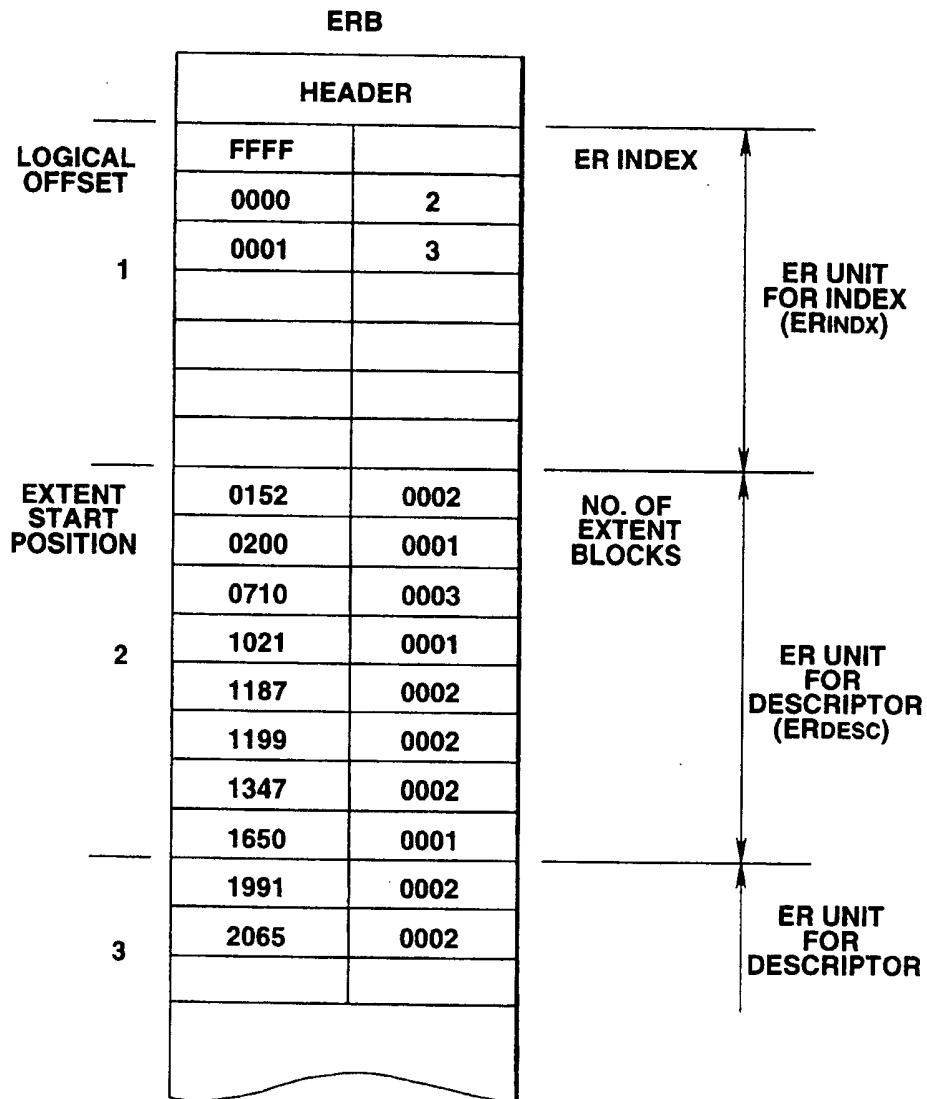 ERB
HEADER
LOGICAL
OFFSET
FFFF
ER INDEX
0000 2
1
0001 3
ER UNIT
FOR INDEX
(ERINDX)
EXTENT
START
POSITION
0152 0002
NO. OF
EXTENT
BLOCKS
0200 0001
0710 0003
2
1021 0001
1187 0002
1199 0002
1347 0002
1650 0001
ER UNIT
FOR
DESCRIPTOR
(ERDESC)
3
1991 0002
2065 0002
ER UNIT
FOR
DESCRIPTOR